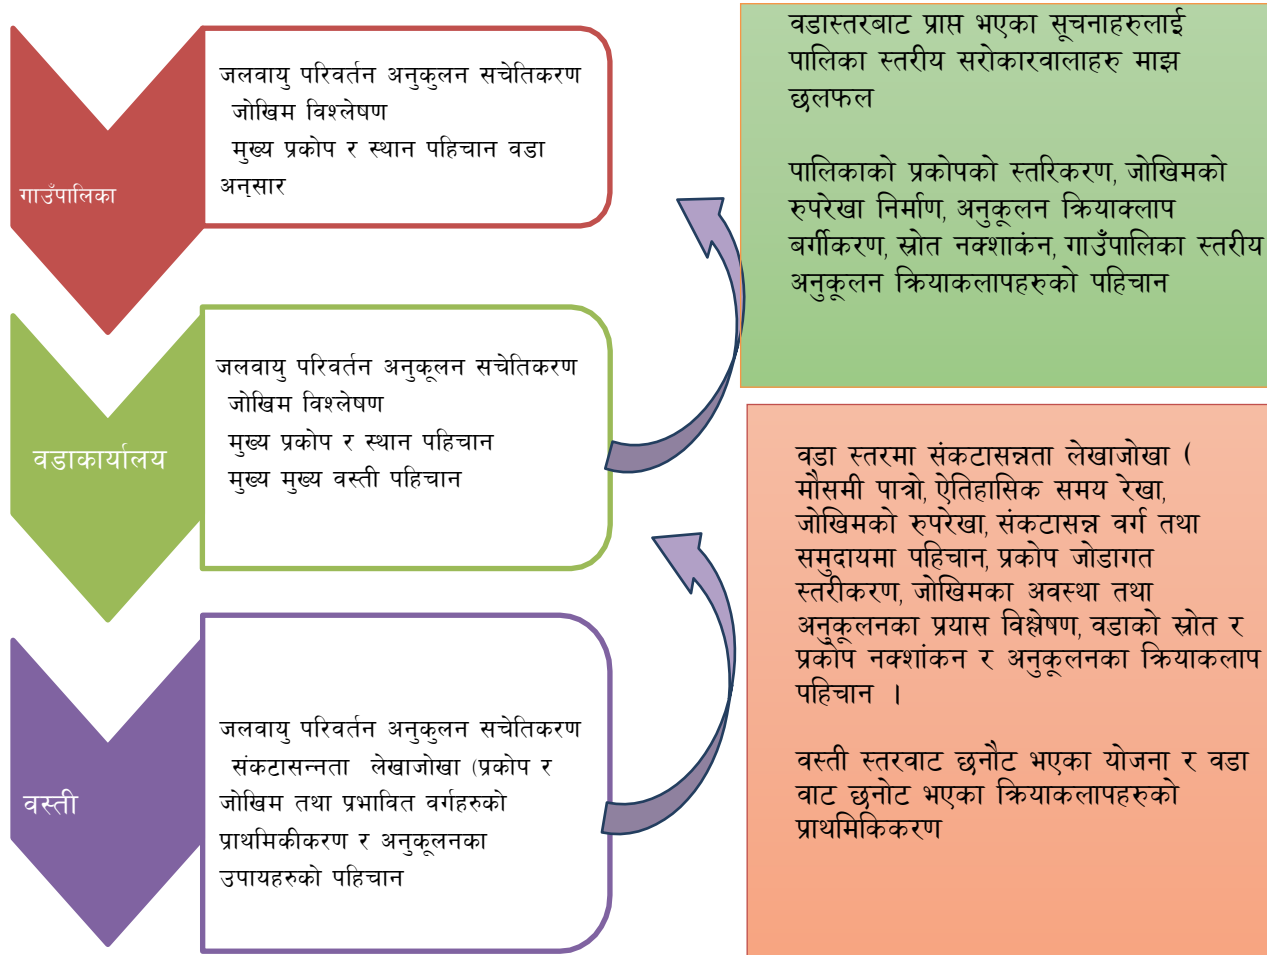 गाउँपालिका
जलवायु परिवर्तन अनुकुलन सचेतिकरण
जोखिम विश्लेषण
मुख्य प्रकोप र स्थान पहिचान वडा
अनुसार
वडाकार्यालय
जलवायु परिवर्तन अनुकूलन सचेतिकरण
जोखिम विश्लेषण
मुख्य प्रकोप र स्थान पहिचान
मुख्य मुख्य वस्ती पहिचान
वस्ती
जलवायु परिवर्तन अनुकुलन सचेतिकरण
संकटासन्नता लेखाजोखा (प्रकोप र
जोखिम तथा प्रभावित वर्गहरुको
प्राथमिकीकरण र अनुकूलनका
उपायहरुको पहिचान
वडास्तरबाट प्राप्त भएका सूचनाहरुलाई
पालिका स्तरीय सरोकारवालाहरु माझ
छलफल
पालिकाको प्रकोपको स्तरिकरण, जोखिमको
रुपरेखा निर्माण, अनुकूलन क्रियाक्लाप
बर्गीकरण, स्रोत नक्शाकंन, गाउँपालिका स्तरीय
अनुकूलन क्रियाकलापहरुको पहिचान
वडा स्तरमा संकटासन्नता लेखाजोखा (
मौसमी पात्रो, ऐतिहासिक समय रेखा,
जोखिमको रुपरेखा, संकटासन्न वर्ग तथा
समुदायमा पहिचान, प्रकोप जोडागत
स्तरीकरण, जोखिमका अवस्था तथा
अनुकूलनका प्रयास विश्लेषण, वडाको स्रोत र
प्रकोप नक्शांकन र अनुकूलनका क्रियाकलाप
पहिचान ।
वस्ती स्तरवाट छनौट भएका योजना र वडा
वाट छनोट भएका क्रियाकलापहरुको
प्राथमिकिकरण